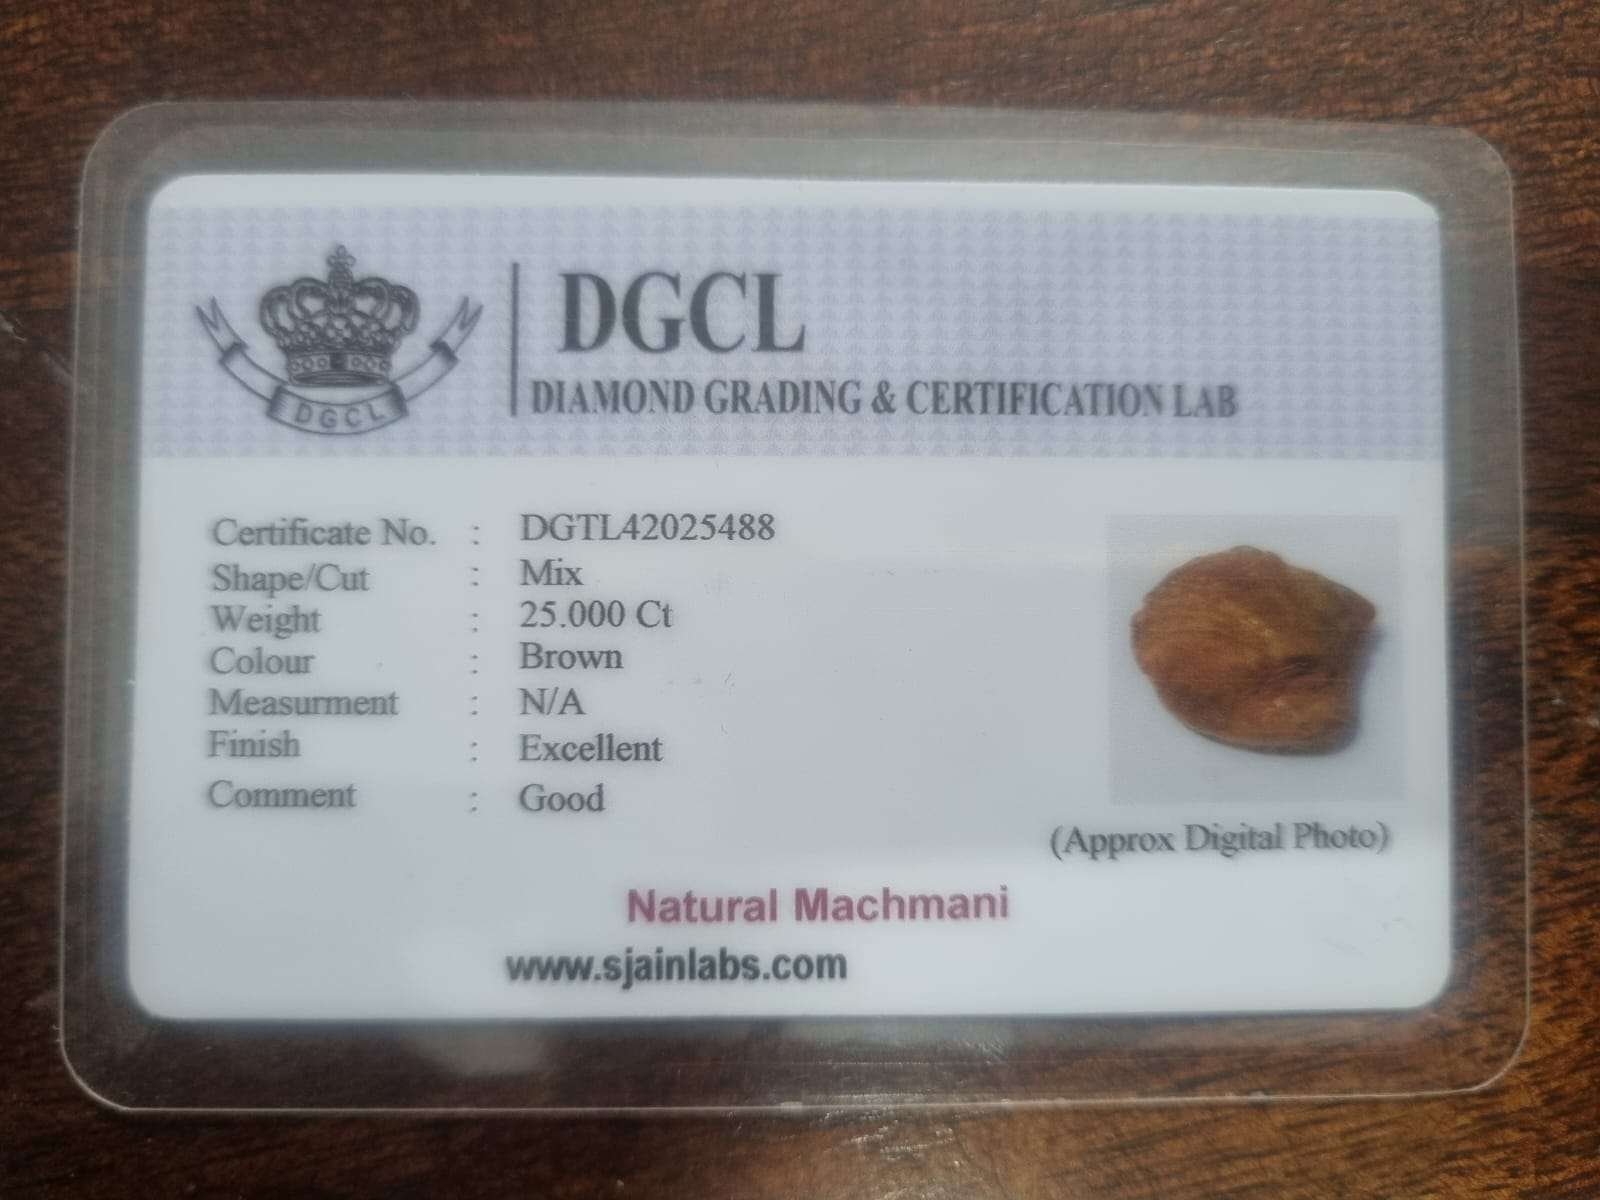 DGCL
DGCL
DIAMOND GRADING & CERTIFICATION LAB
Certificate No. : DGTL42025488
Shape/Cut : Mix
Weight : 25.000 Ct
Colour : Brown
Measurment : N/A
Finish : Excellent
Comment : Good
(Approx Digital Photo)
Natural Machmani
www.sjainlabs.com